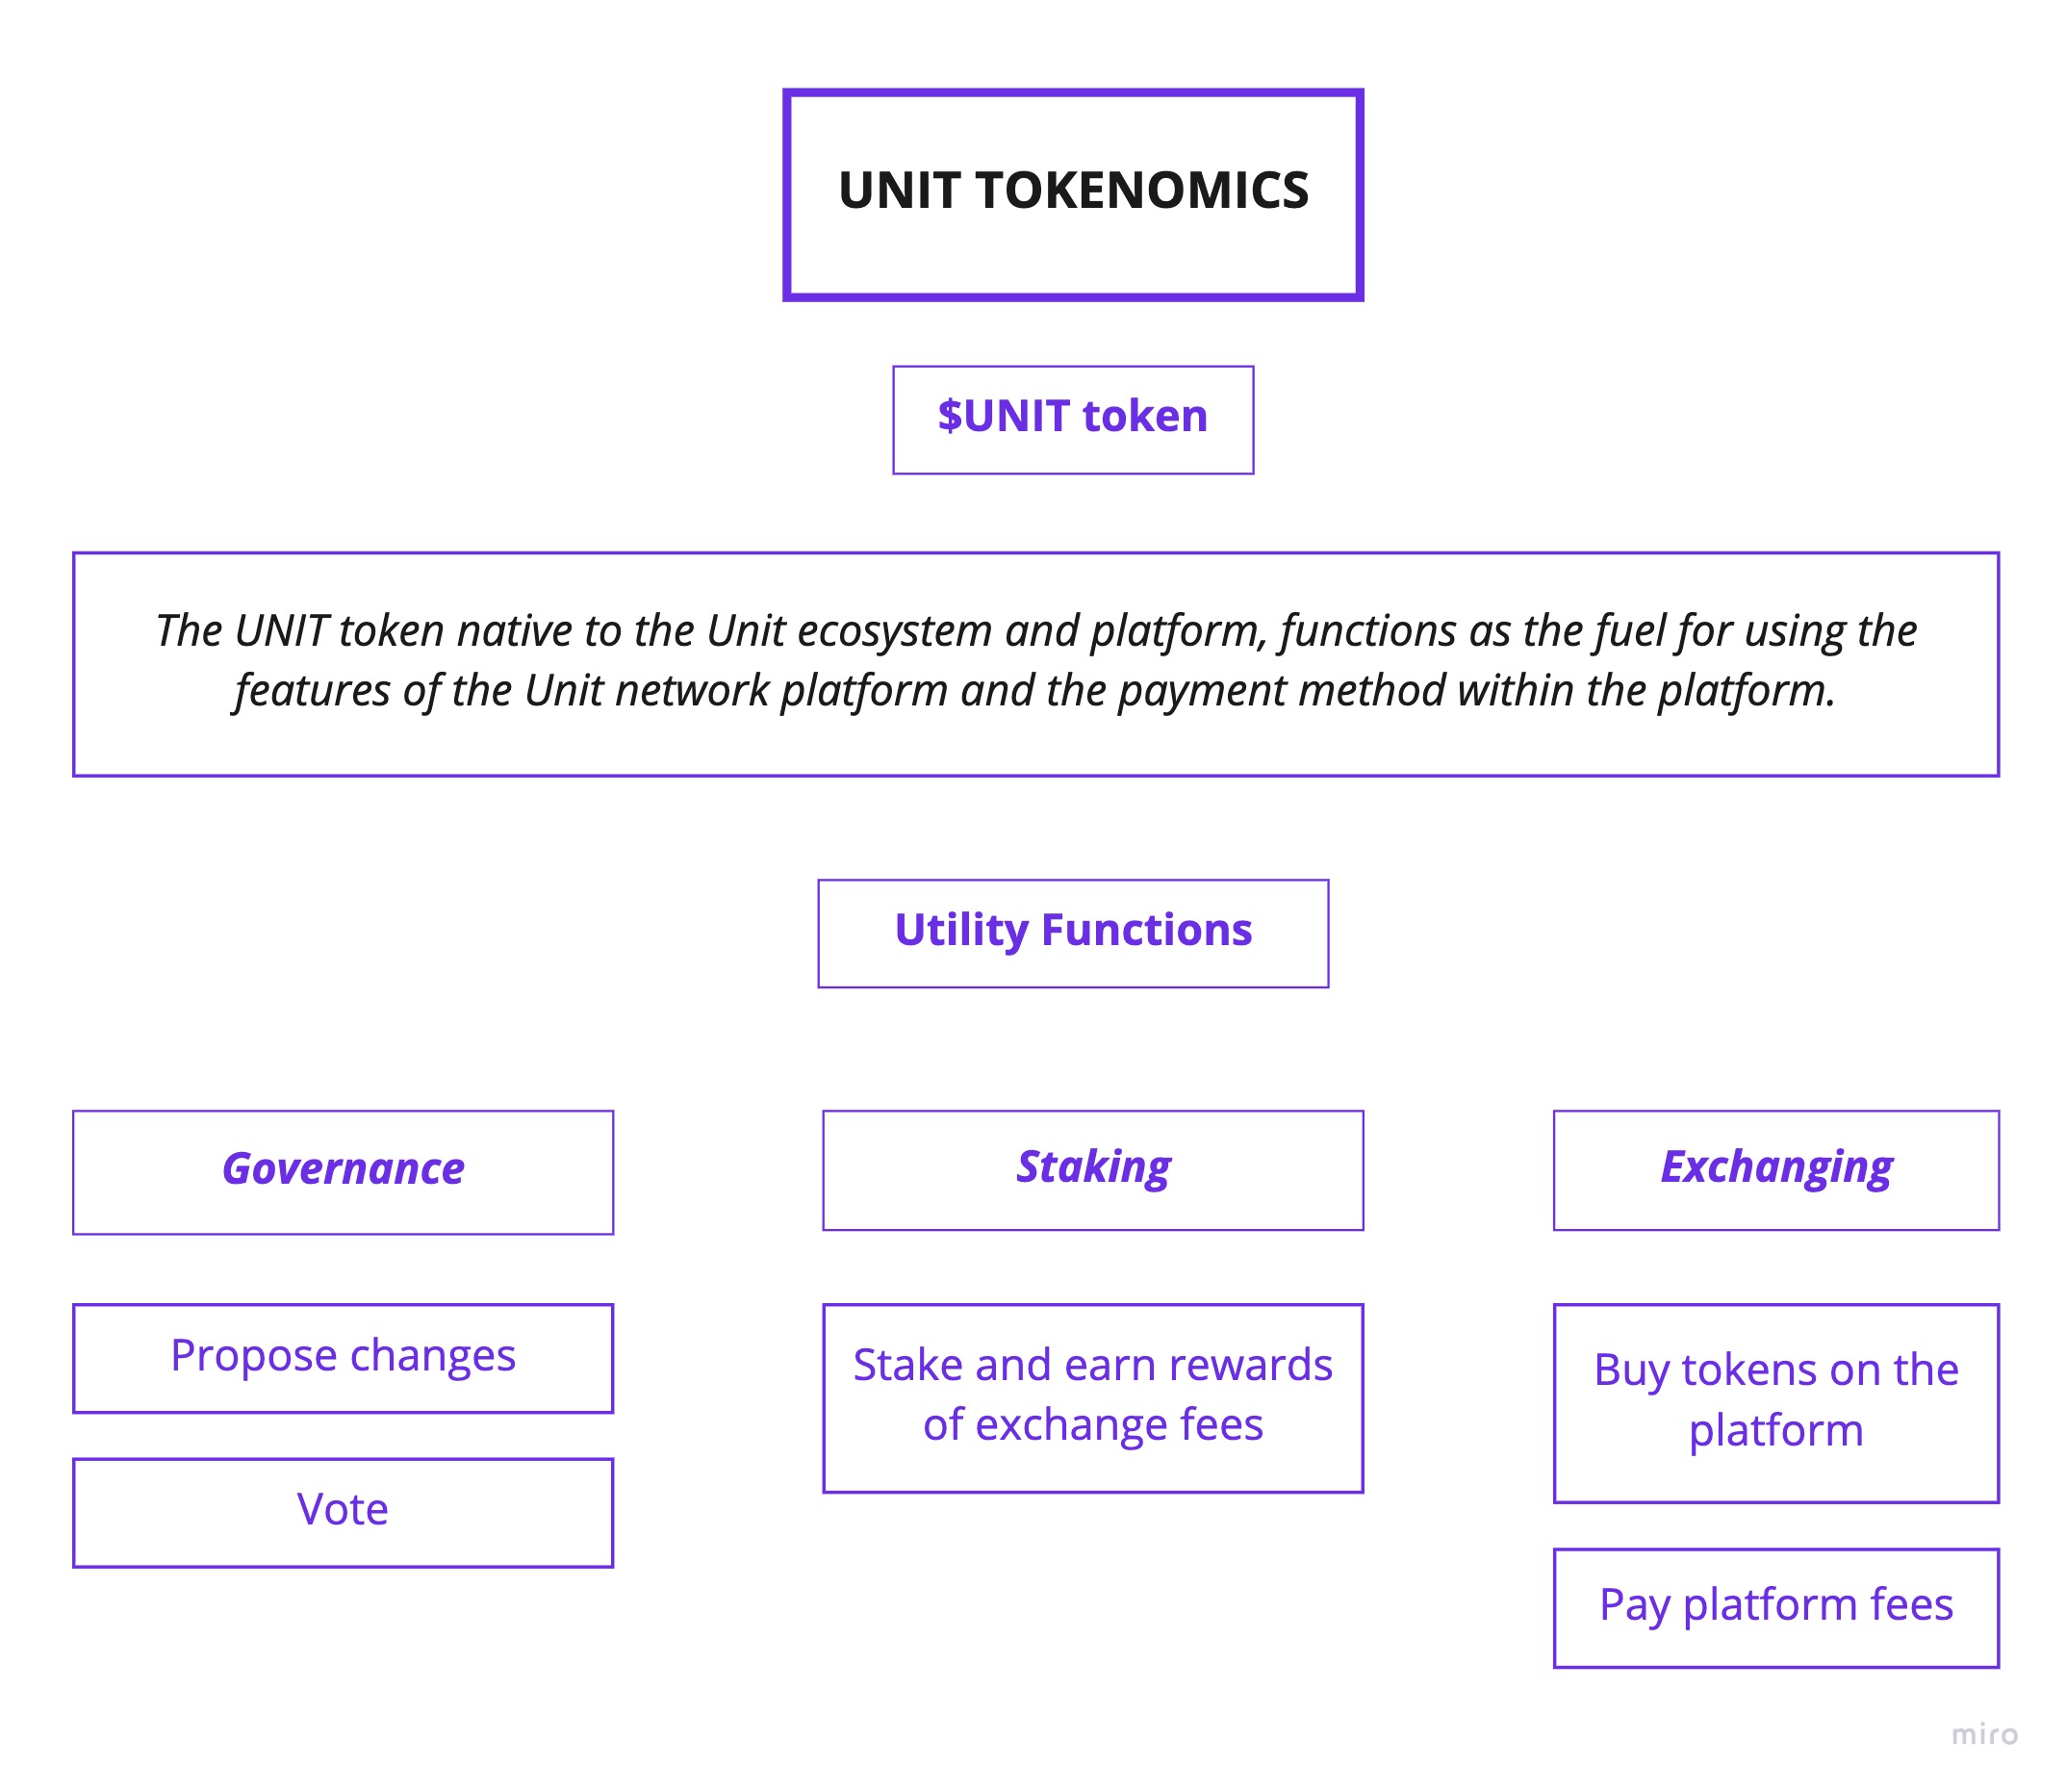 UNIT TOKENOMICS
$UNIT token
The UNIT token native to the Unit ecosystem and platform, functions as the fuel for using the
features of the Unit network platform and the payment method within the platform.
Utility Functions
Governance
Propose changes
Vote
Staking
Stake and earn rewards
of exchange fees
Exchanging
Buy tokens on the
platform
Pay platform fees
miro